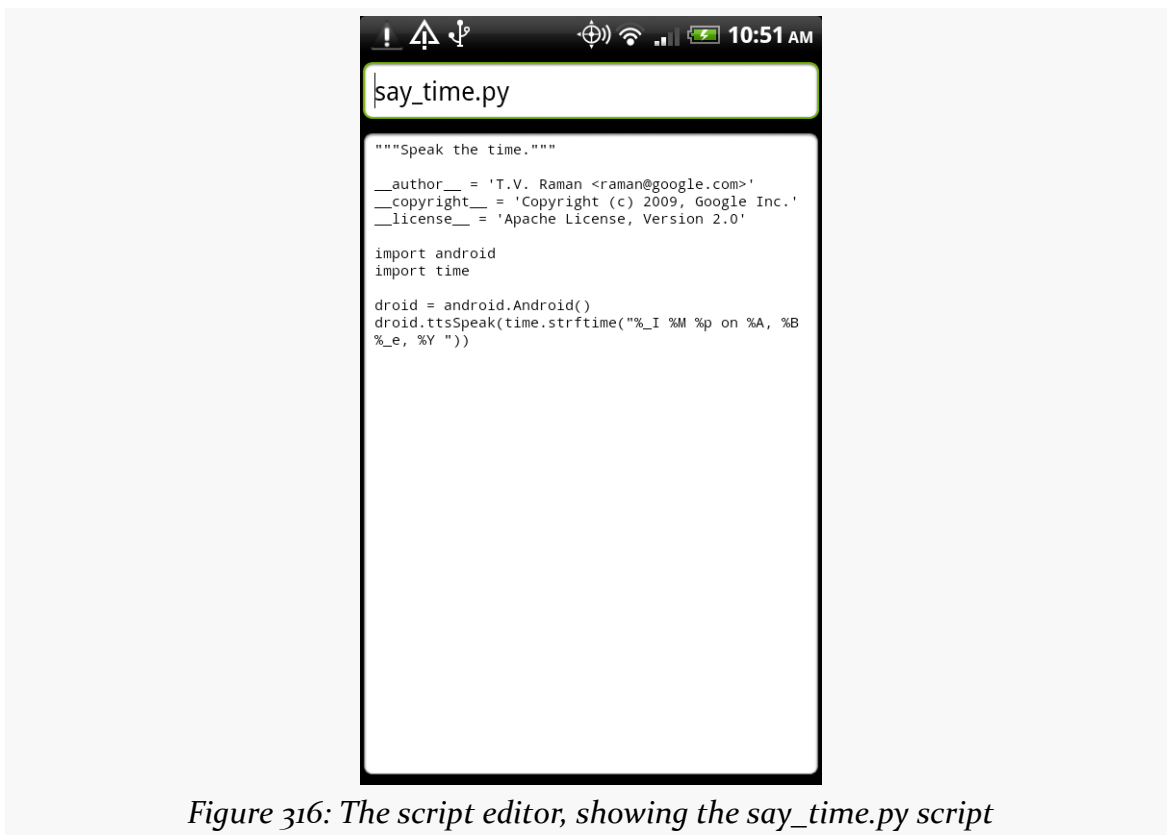 10:51 AM
say_time.py
"""Speak the time."""
__author__ = 'T.V. Raman <raman@google.com>'
__copyright__ = 'Copyright (c) 2009, Google Inc.'
__license__ = 'Apache License, Version 2.0'
import android
import time
droid = android.Android()
droid.ttsSpeak(time.strftime("%_I %M %p on %A, %B
%_e, %Y "))
Figure 316: The script editor, showing the say_time.py script